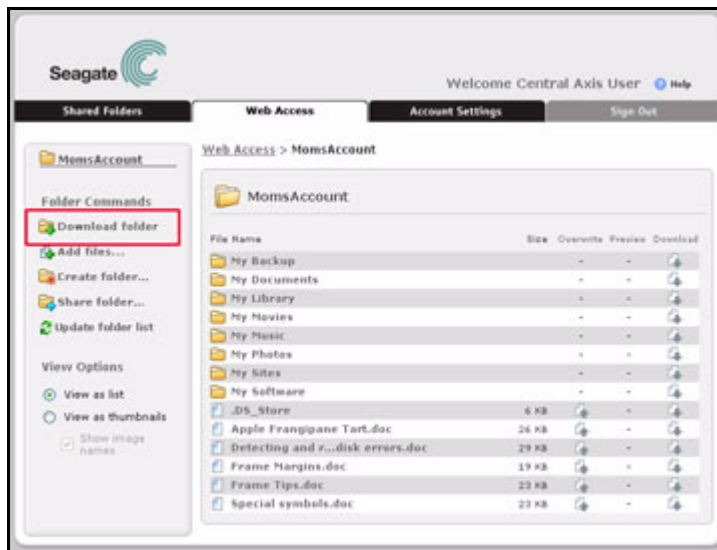 Seagate
Welcome Central Axis User Help
Shared Folders Web Access Account Settings Sign Out
MomsAccount
Folder Commands
Download folder
Add files...
Create folder...
Share folder...
Update folder list
View Options
View as list
View as thumbnails
Show image
names
Web Access > MomsAccount
MomsAccount
File Name Size Overwrite Preview Download
My Backup - -
My Documents - -
My Library - -
My Movies - -
My Music - -
My Photos - -
My Sites - -
My Software - -
.DS_Store 6 KB -
Apple Frangipane Tart.doc 26 KB -
Detecting and r...disk errors.doc 29 KB -
Frame Margins.doc 19 KB -
Frame Tips.doc 23 KB -
Special symbols.doc 23 KB -